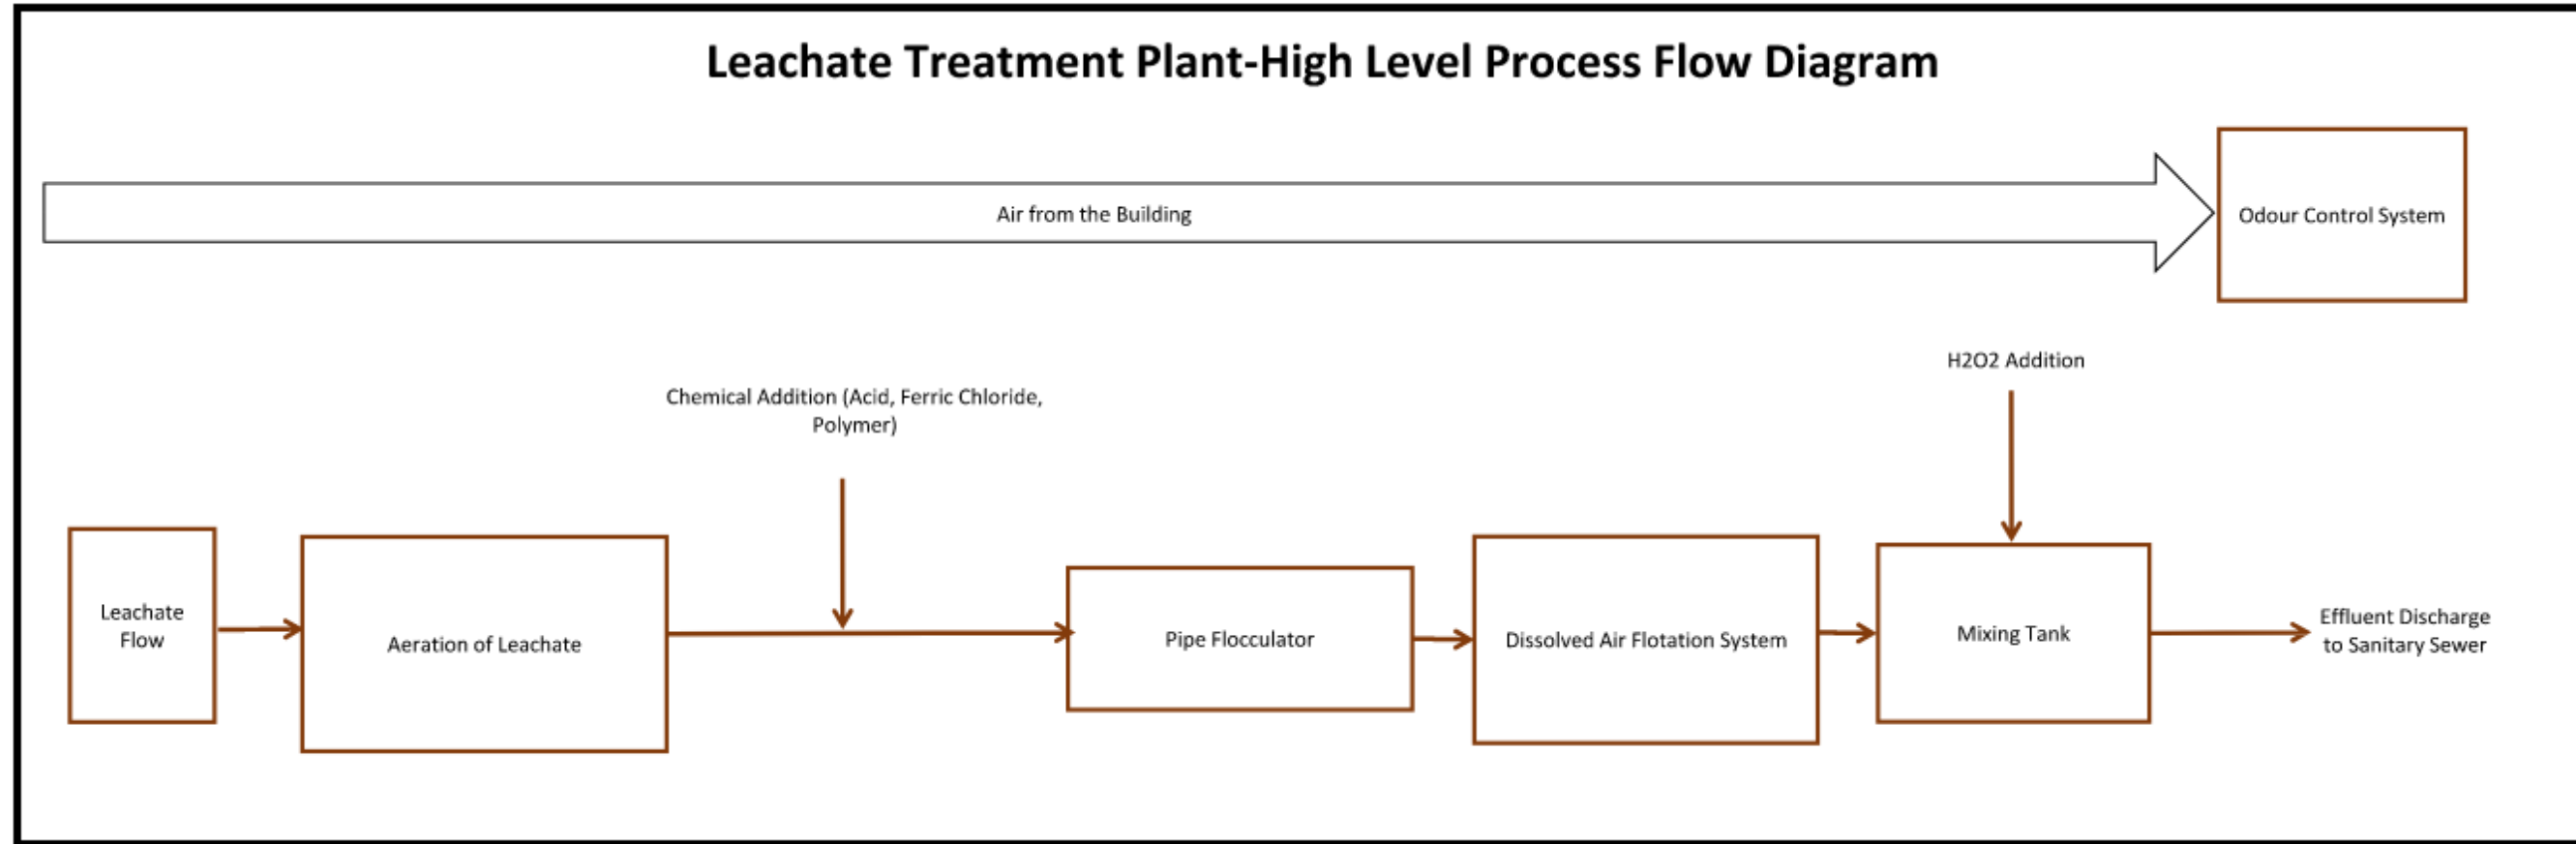 Leachate Treatment Plant-High Level Process Flow Diagram
Air from the Building
Odour Control System
H2O2 Addition
Chemical Addition (Acid, Ferric Chloride,
Polymer)
Leachate
Flow
Aeration of Leachate
Pipe Flocculator
Dissolved Air Flotation System
Mixing Tank
Effluent Discharge
to Sanitary Sewer